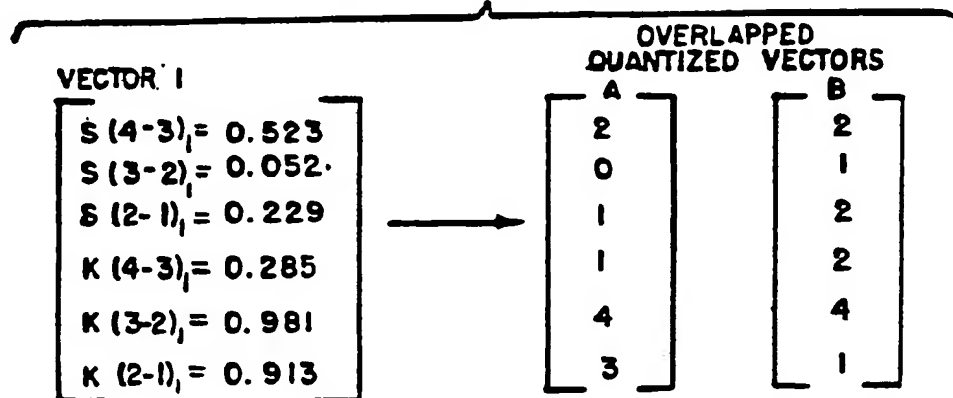 OVERLAPPED
QUANTIZED VECTORS
VECTOR 1
A B
S (4-3)₁ = 0.523 2 2
S (3-2)₁ = 0.052 0 1
S (2-1)₁ = 0.229 1 2
K (4-3)₁ = 0.285 1 2
K (3-2)₁ = 0.981 4 4
K (2-1)₁ = 0.913 3 1